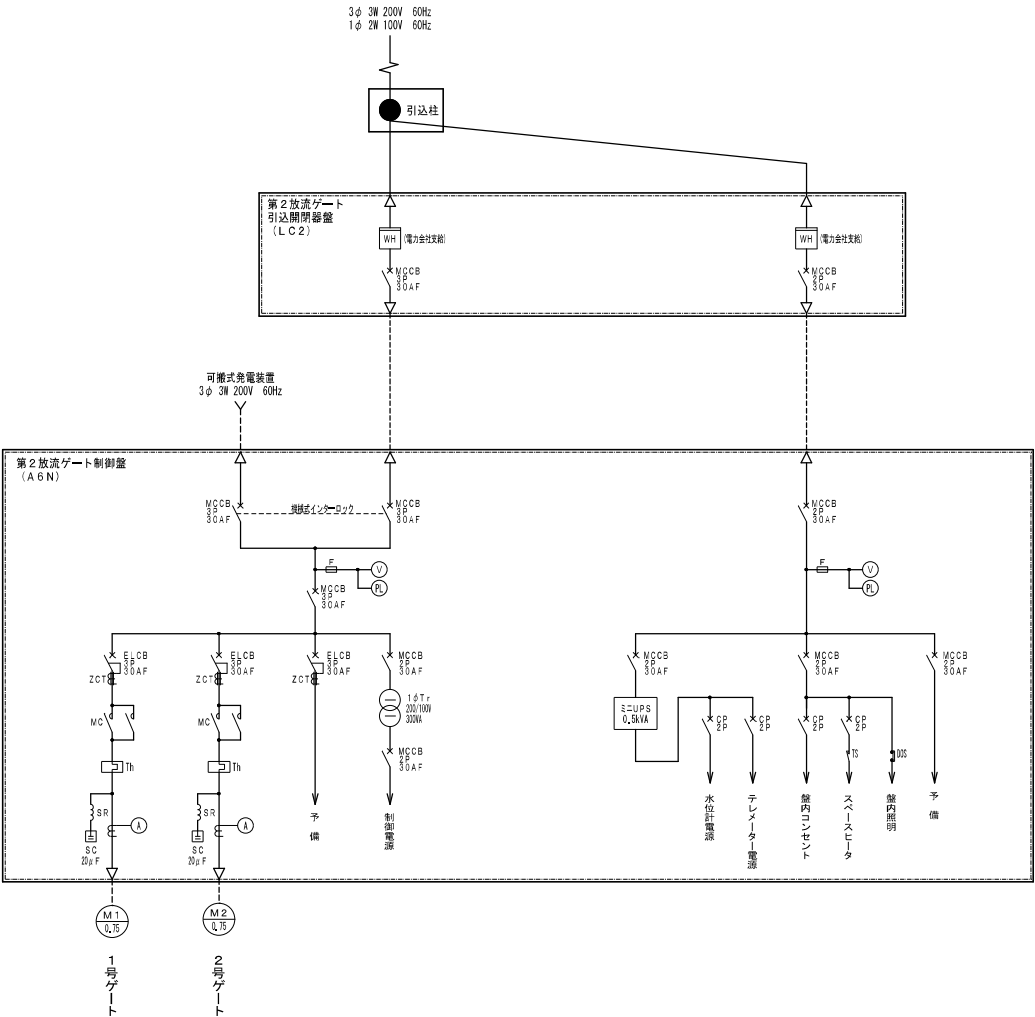 3φ 3W 200V 60Hz
1φ 2W 100V 60Hz
引込柱
第2放流ゲート
引込開閉器盤
(LC2)
WH
(電力会社支給)
MCCB
3P
30AF
WH
(電力会社支給)
MCCB
2P
30AF
可搬式発電装置
3φ 3W 200V 60Hz
第2放流ゲート制御盤
(A6N)
MCCB
3P
30AF
機械式インターロック
MCCB
3P
30AF
MCCB
2P
30AF
F
V
PL
MCCB
3P
30AF
F
V
PL
ELCB
3P
30AF
ZCT
ELCB
3P
30AF
ZCT
ELCB
3P
30AF
ZCT
MCCB
2P
30AF
MCCB
2P
30AF
MCCB
2P
30AF
MCCB
2P
30AF
1φTr
200/100V
300VA
ミニUPS
0.5kVA
MC
MC
CP
2P
CP
2P
CP
2P
CP
2P
MCCB
2P
30AF
TS
DOS
Th
Th
SR
A
SC
20μF
SR
A
SC
20μF
予備
制御電源
水位計電源
テレメーター電源
盤内コンセント
スペースヒータ
盤内照明
予備
M1
0.75
M2
0.75
1号ゲート
2号ゲート